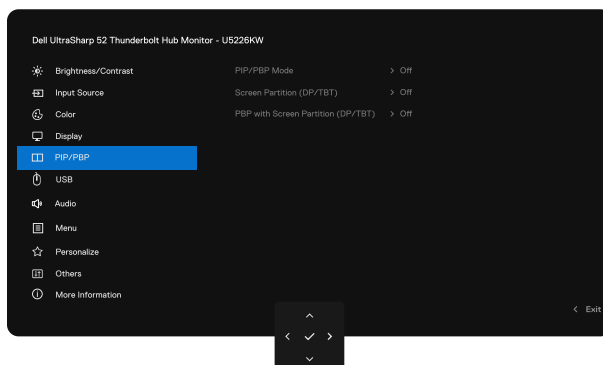 Dell UltraSharp 52 Thunderbolt Hub Monitor - U5226KW
Brightness/Contrast
PIP/PBP Mode > Off
Input Source
Screen Partition (DP/TBT) > Off
Color
PBP with Screen Partition (DP/TBT) > Off
Display
PIP/PBP
USB
Audio
Menu
Personalize
Others
More Information
< Exit